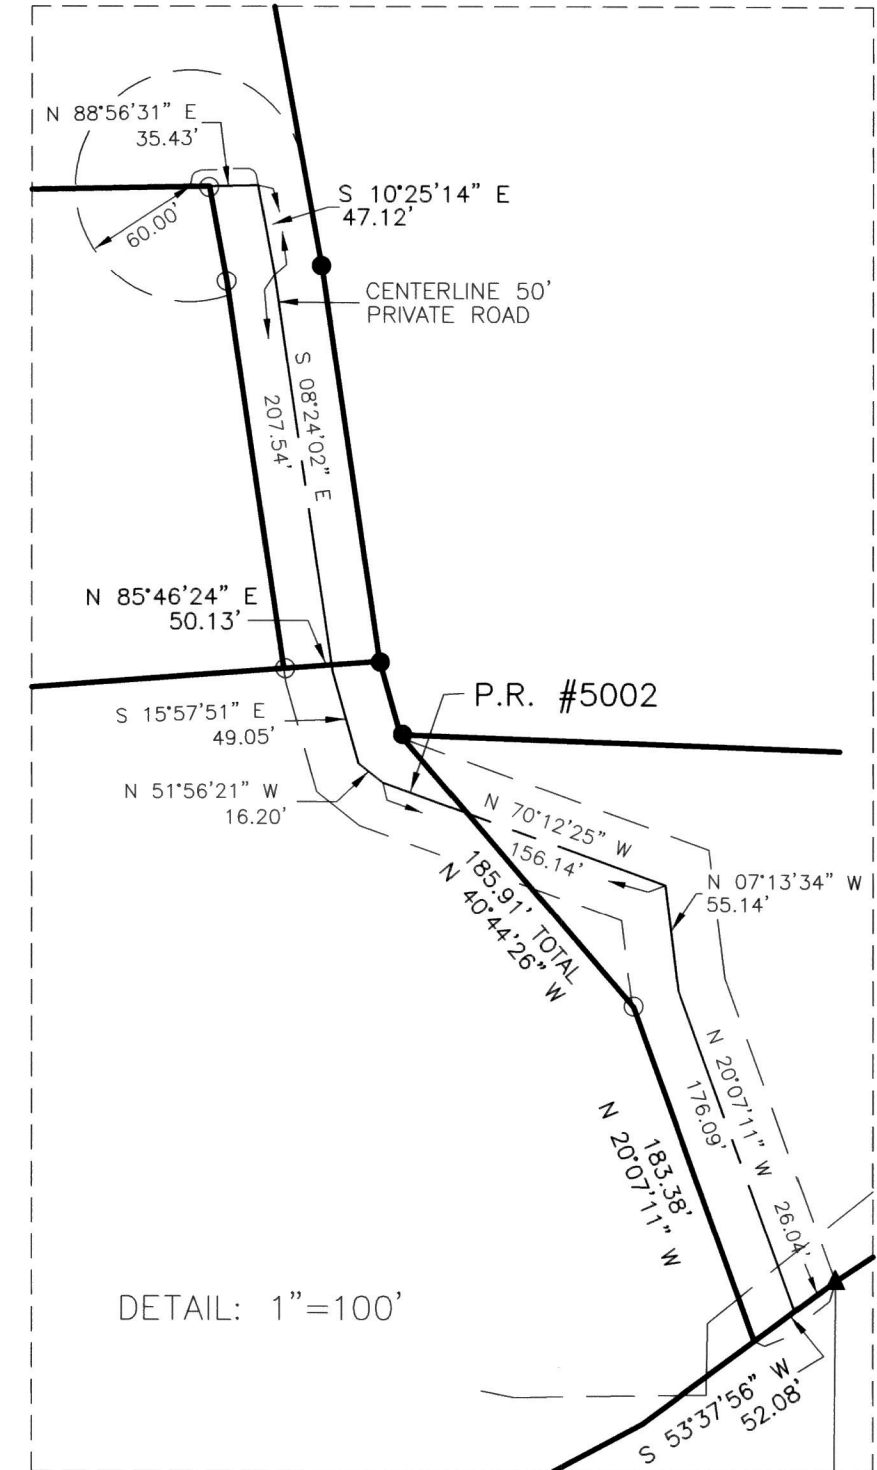 N 88°56'31" E
35.43'
S 10°25'14" E
47.12'
60.00'
CENTERLINE 50'
PRIVATE ROAD
S 08°24'02" E
207.54'
N 85°46'24" E
50.13'
P.R. #5002
S 15°57'51" E
49.05'
N 51°56'21" W
16.20'
N 70°12'25" W
156.14'
185.91' TOTAL
N 40°44'26" W
N 07°13'34" W
55.14'
N 20°07'11" W
176.09'
183.38'
N 20°07'11" W
26.04'
DETAIL: 1"=100'
S 53°37'56" W
52.08'